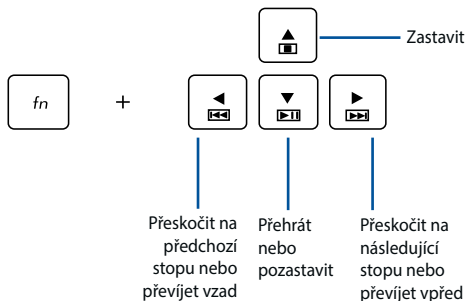 Zastavit
fn +
Přeskočit na
předchozí
stopu nebo
převíjet vzad
Přehrát
nebo
pozastavit
Přeskočit na
následující
stopu nebo
převíjet vpřed